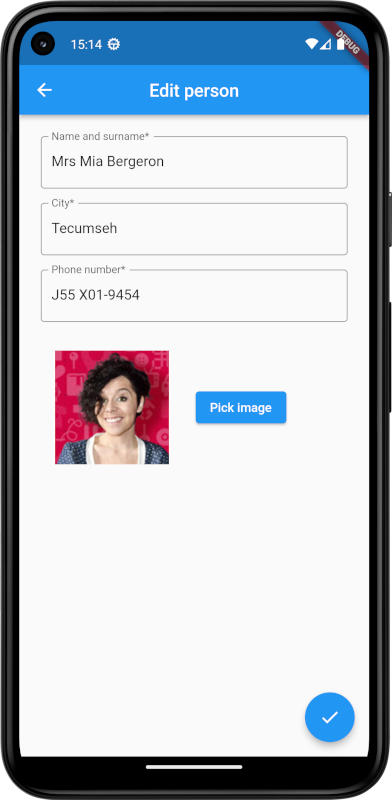 15:14
DEBUG
Edit person
Name and surname*
Mrs Mia Bergeron
City*
Tecumseh
Phone number*
J55 X01-9454
Pick image